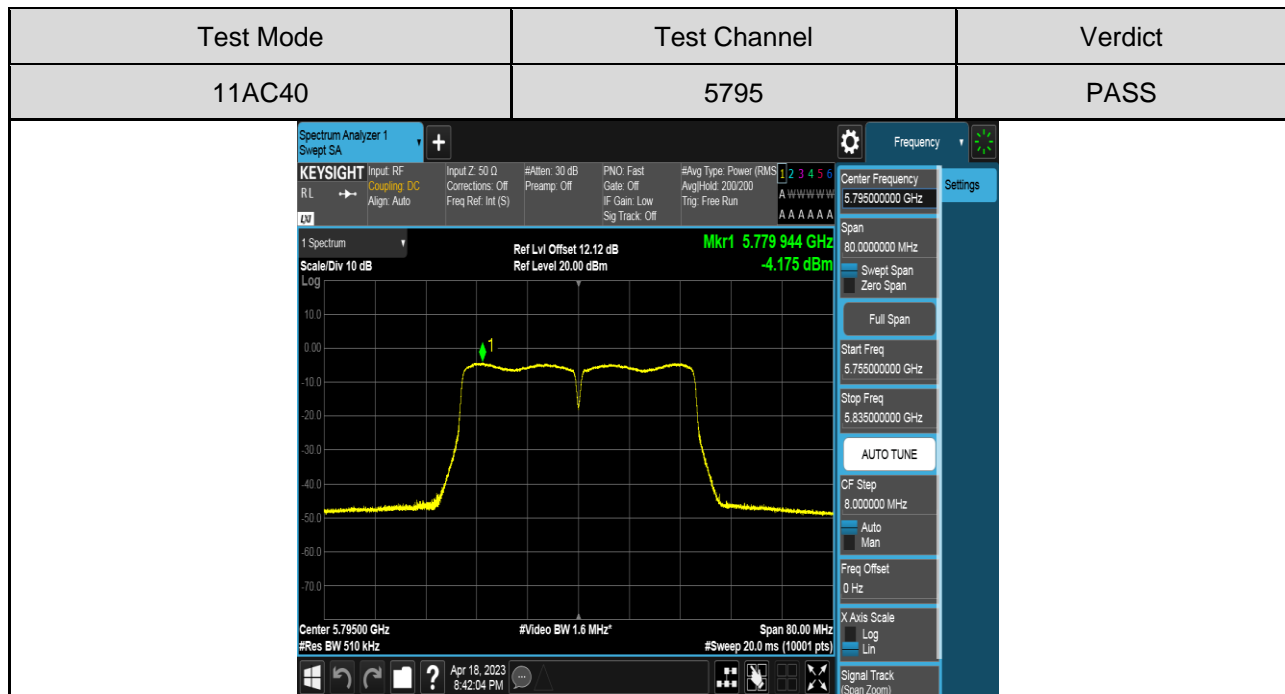 Test Mode Test Channel Verdict
11AC40 5795 PASS
Spectrum Analyzer 1
Swept SA
+
Frequency
KEYSIGHT Input: RF Input Z: 50 Ω #Atten: 30 dB PNO: Fast #Avg Type: Power (RMS 1 2 3 4 5 6
RL Coupling: DC Corrections: Off Preamp: Off Gate: Off Avg|Hold: 200/200 A W W W W W
Align: Auto Freq Ref: Int (S) IF Gain: Low Trig: Free Run
LXI Sig Track: Off A A A A A A
Settings
Center Frequency
5.795000000 GHz
Span
80.0000000 MHz
Swept Span
Zero Span
Full Span
Start Freq
5.755000000 GHz
Stop Freq
5.835000000 GHz
AUTO TUNE
CF Step
8.000000 MHz
Auto
Man
Freq Offset
0 Hz
X Axis Scale
Log
Lin
Signal Track
(Span Zoom)
1 Spectrum
Ref Lvl Offset 12.12 dB Mkr1 5.779 944 GHz
Scale/Div 10 dB Ref Level 20.00 dBm -4.175 dBm
Log
10.0
0.00
1
-10.0
-20.0
-30.0
-40.0
-50.0
-60.0
-70.0
Center 5.79500 GHz #Video BW 1.6 MHz* Span 80.00 MHz
#Res BW 510 kHz #Sweep 20.0 ms (10001 pts)
? Apr 18, 2023
8:42:04 PM